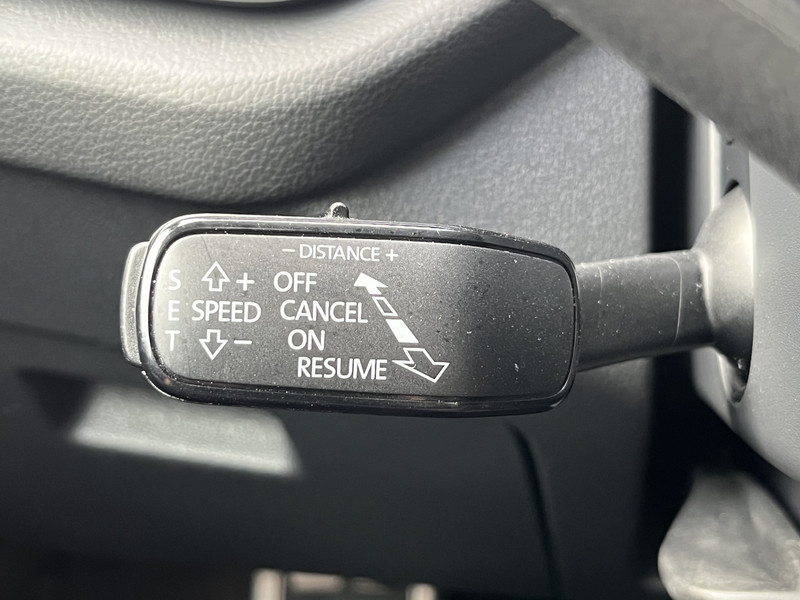 − DISTANCE +
S + OFF
E SPEED CANCEL
T − ON
RESUME